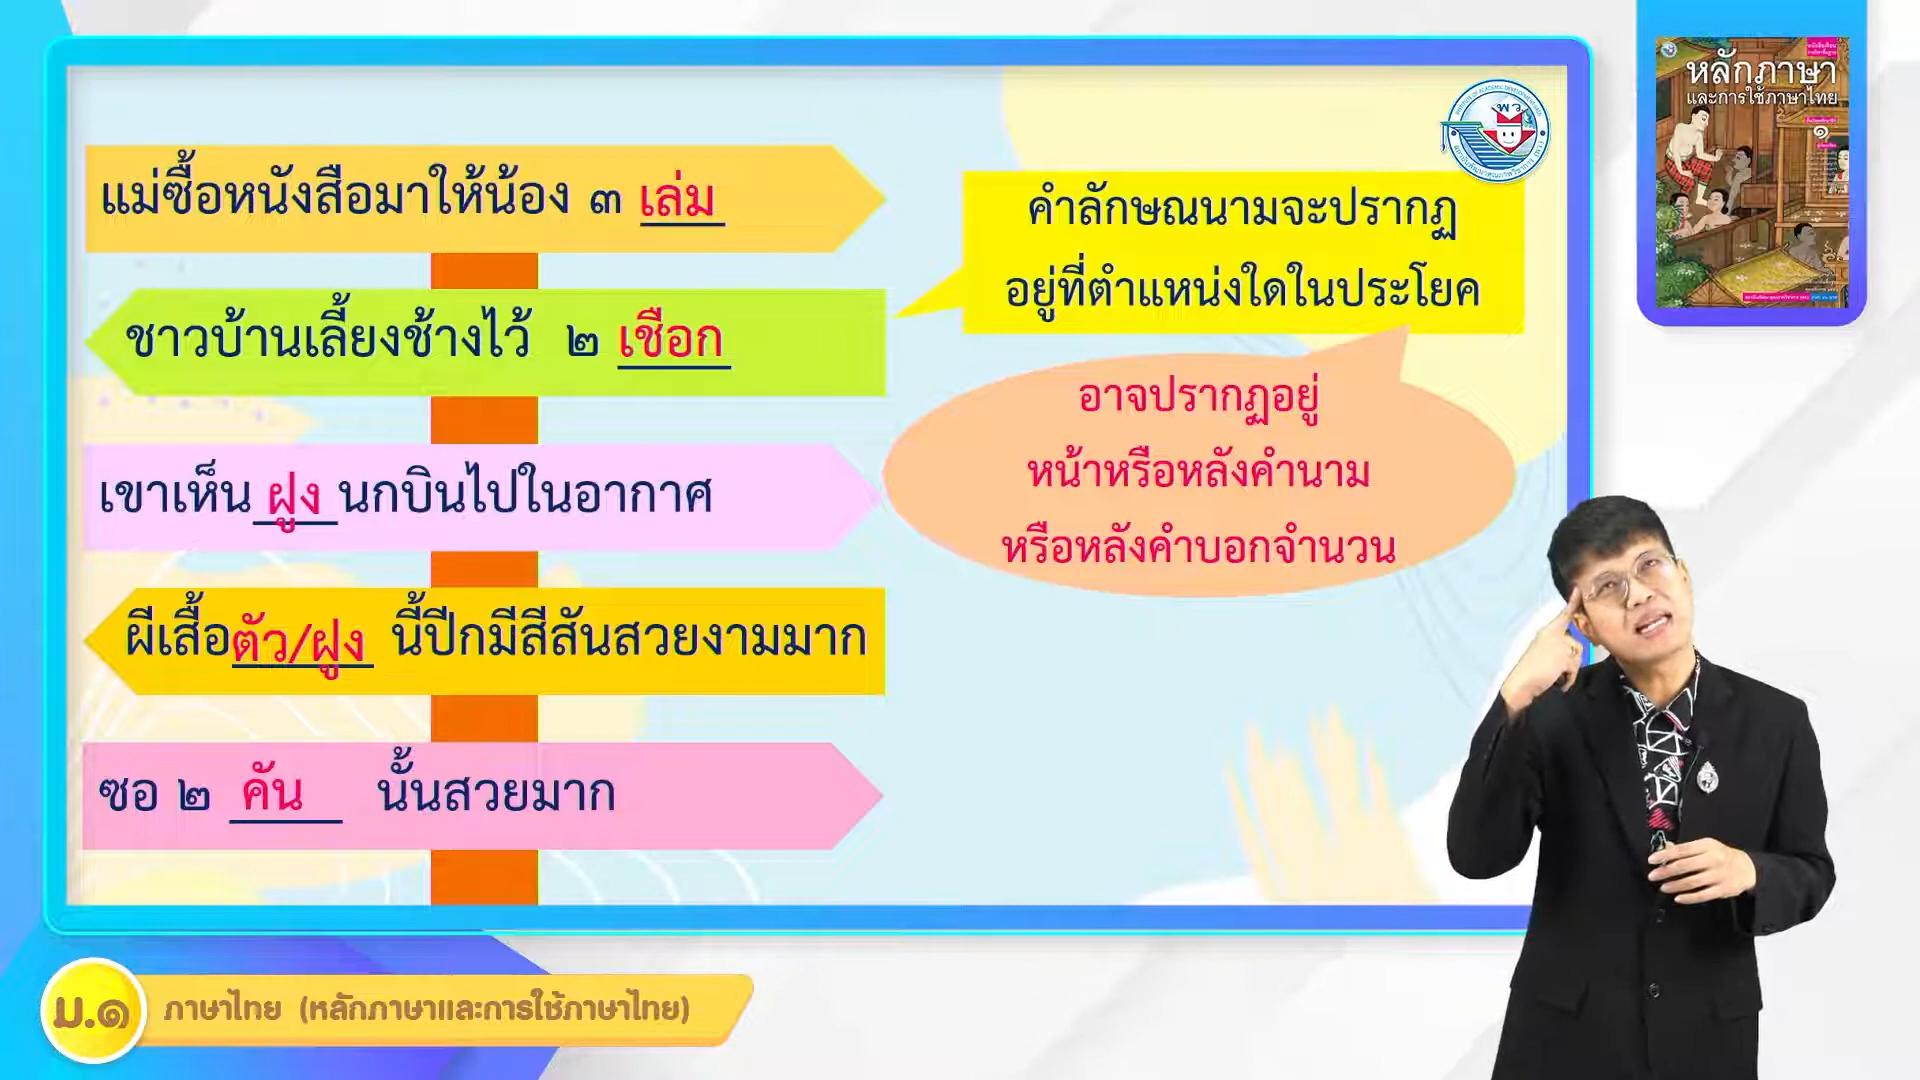 แม่ซื้อหนังสือมาให้น้อง ๓ เล่ม
ชาวบ้านเลี้ยงช้างไว้ ๒ เชือก
เขาเห็น ฝูง นกบินไปในอากาศ
ผีเสื้อตัว/ฝูง นี้ปีกมีสีสันสวยงามมาก
ซอ ๒ คัน นั้นสวยมาก
คำลักษณนามจะปรากฏ
อยู่ที่ตำแหน่งใดในประโยค
อาจปรากฏอยู่
หน้าหรือหลังคำนาม
หรือหลังคำบอกจำนวน
พว
หลักภาษา
และการใช้ภาษาไทย
๑
ม.๑ ภาษาไทย (หลักภาษาและการใช้ภาษาไทย)